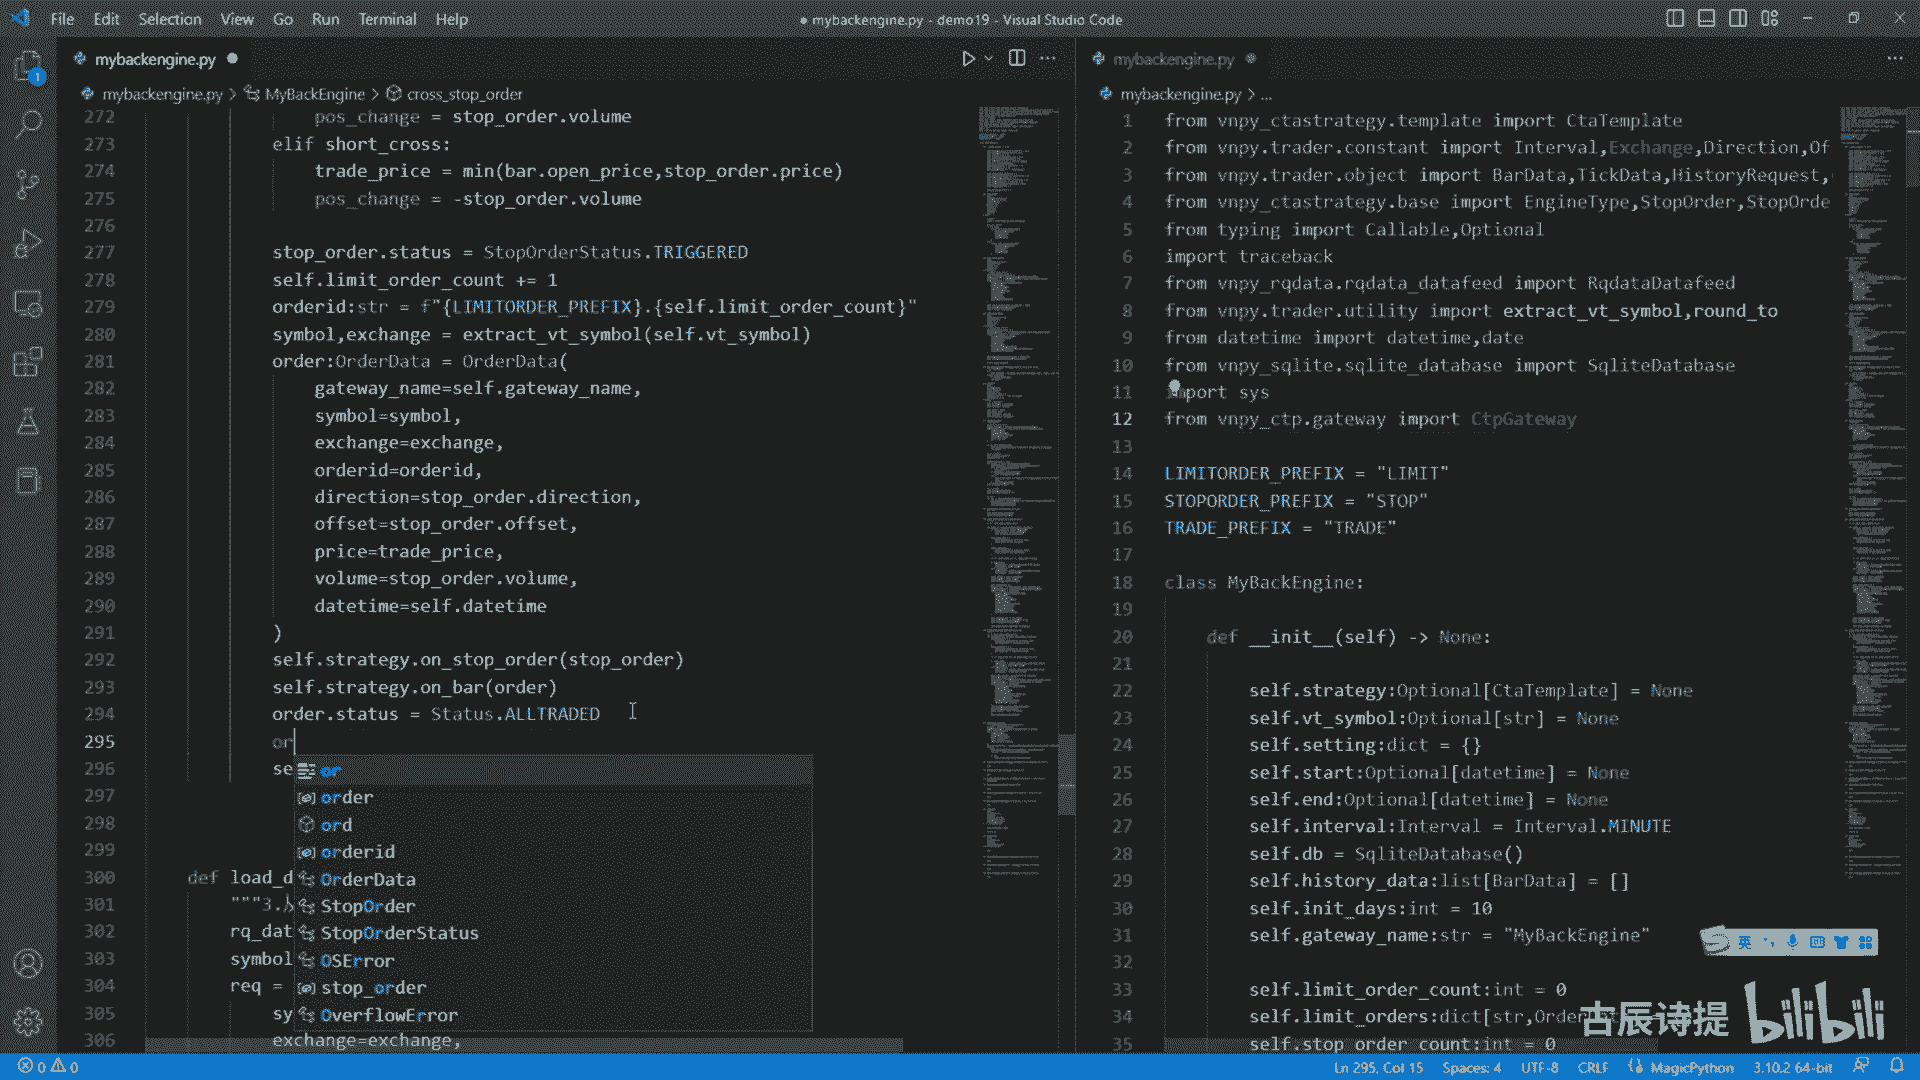 File Edit Selection View Go Run Terminal Help
● mybackengine.py - demo19 - Visual Studio Code
mybackengine.py
mybackengine.py > MyBackEngine > cross_stop_order
272 pos_change = stop_order.volume
273 elif short_cross:
274 trade_price = min(bar.open_price,stop_order.price)
275 pos_change = -stop_order.volume
276
277 stop_order.status = StopOrderStatus.TRIGGERED
278 self.limit_order_count += 1
279 orderid:str = f"{LIMITORDER_PREFIX}.{self.limit_order_count}"
280 symbol,exchange = extract_vt_symbol(self.vt_symbol)
281 order:OrderData = OrderData(
282 gateway_name=self.gateway_name,
283 symbol=symbol,
284 exchange=exchange,
285 orderid=orderid,
286 direction=stop_order.direction,
287 offset=stop_order.offset,
288 price=trade_price,
289 volume=stop_order.volume,
290 datetime=self.datetime
291 )
292 self.strategy.on_stop_order(stop_order)
293 self.strategy.on_bar(order)
294 order.status = Status.ALLTRADED
295 or
296 se
297
298
299
300 def load_d
301 """3.
302 rq_dat
303 symbol
304 req =
305 sy
306 exchange=exchange,
or
order
ord
orderid
OrderData
StopOrder
StopOrderStatus
OSError
stop_order
OverflowError
mybackengine.py
mybackengine.py > ...
1 from vnpy_ctastrategy.template import CtaTemplate
2 from vnpy.trader.constant import Interval,Exchange,Direction,Of
3 from vnpy.trader.object import BarData,TickData,HistoryRequest,
4 from vnpy_ctastrategy.base import EngineType,StopOrder,StopOrde
5 from typing import Callable,Optional
6 import traceback
7 from vnpy_rqdata.rqdata_datafeed import RqdataDatafeed
8 from vnpy.trader.utility import extract_vt_symbol,round_to
9 from datetime import datetime,date
10 from vnpy_sqlite.sqlite_database import SqliteDatabase
11 import sys
12 from vnpy_ctp.gateway import CtpGateway
13
14 LIMITORDER_PREFIX = "LIMIT"
15 STOPORDER_PREFIX = "STOP"
16 TRADE_PREFIX = "TRADE"
17
18 class MyBackEngine:
19
20 def __init__(self) -> None:
21
22 self.strategy:Optional[CtaTemplate] = None
23 self.vt_symbol:Optional[str] = None
24 self.setting:dict = {}
25 self.start:Optional[datetime] = None
26 self.end:Optional[datetime] = None
27 self.interval:Interval = Interval.MINUTE
28 self.db = SqliteDatabase()
29 self.history_data:list[BarData] = []
30 self.init_days:int = 10
31 self.gateway_name:str = "MyBackEngine"
32
33 self.limit_order_count:int = 0
34 self.limit_orders:dict[str,Order
35 self.stop_order_count:int = 0
英
古辰诗提 bilibili
0 0 Ln 295, Col 15 Spaces: 4 UTF-8 CRLF MagicPython 3.10.2 64-bit
1